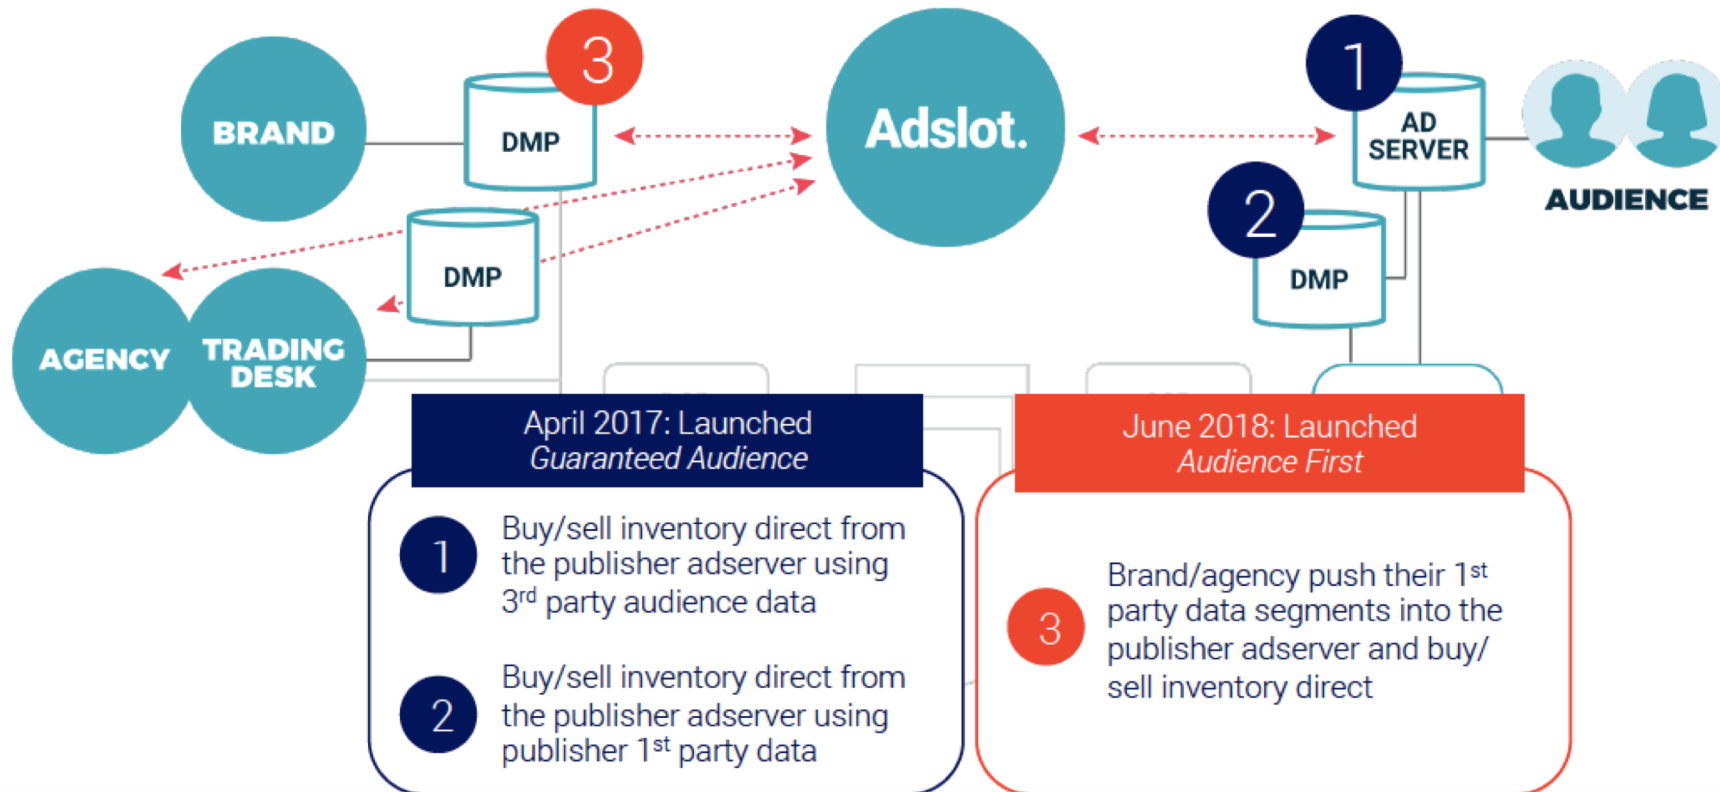 3
1
BRAND
DMP
Adslot.
AD
SERVER
AUDIENCE
2
DMP
DMP
AGENCY
TRADING
DESK
April 2017: Launched
Guaranteed Audience
1
Buy/sell inventory direct from
the publisher adserver using
3rd party audience data
2
Buy/sell inventory direct from
the publisher adserver using
publisher 1st party data
June 2018: Launched
Audience First
3
Brand/agency push their 1st
party data segments into the
publisher adserver and buy/
sell inventory direct